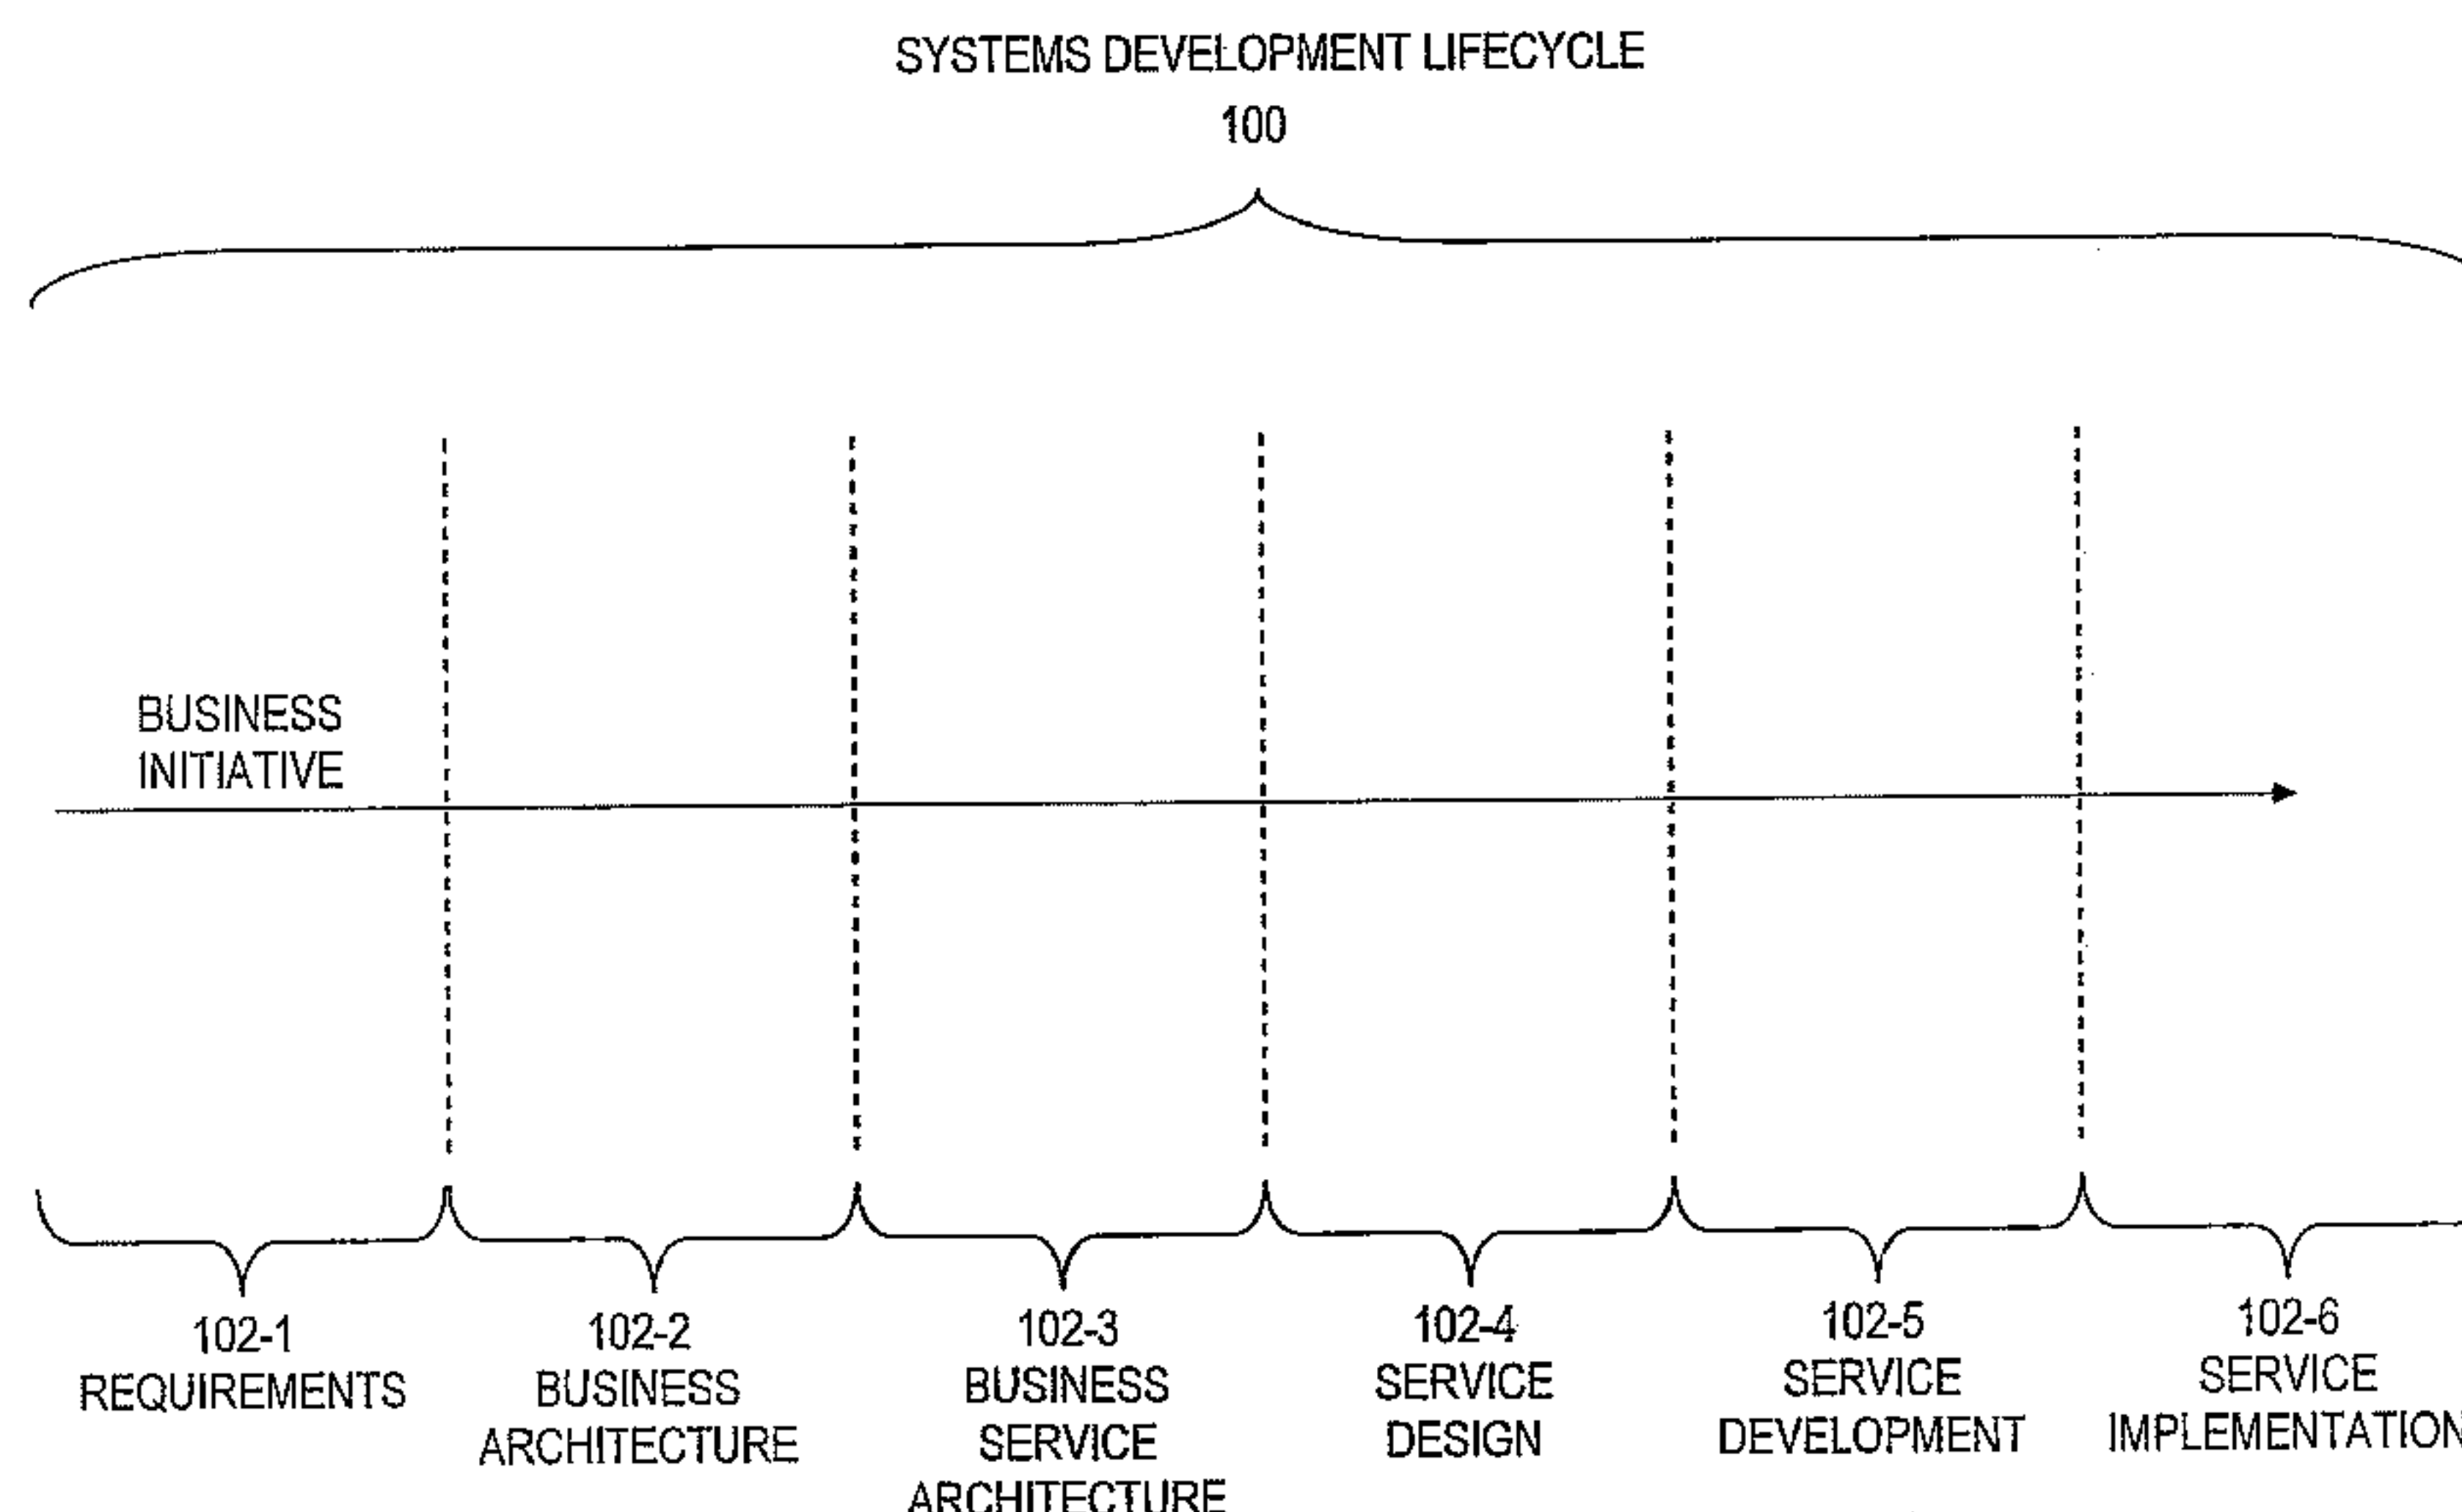 SYSTEMS DEVELOPMENT LIFECYCLE
100
BUSINESS
INITIATIVE
102-1
REQUIREMENTS
102-2
BUSINESS
ARCHITECTURE
102-3
BUSINESS
SERVICE
ARCHITECTURE
102-4
SERVICE
DESIGN
102-5
SERVICE
DEVELOPMENT
102-6
SERVICE
IMPLEMENTATION